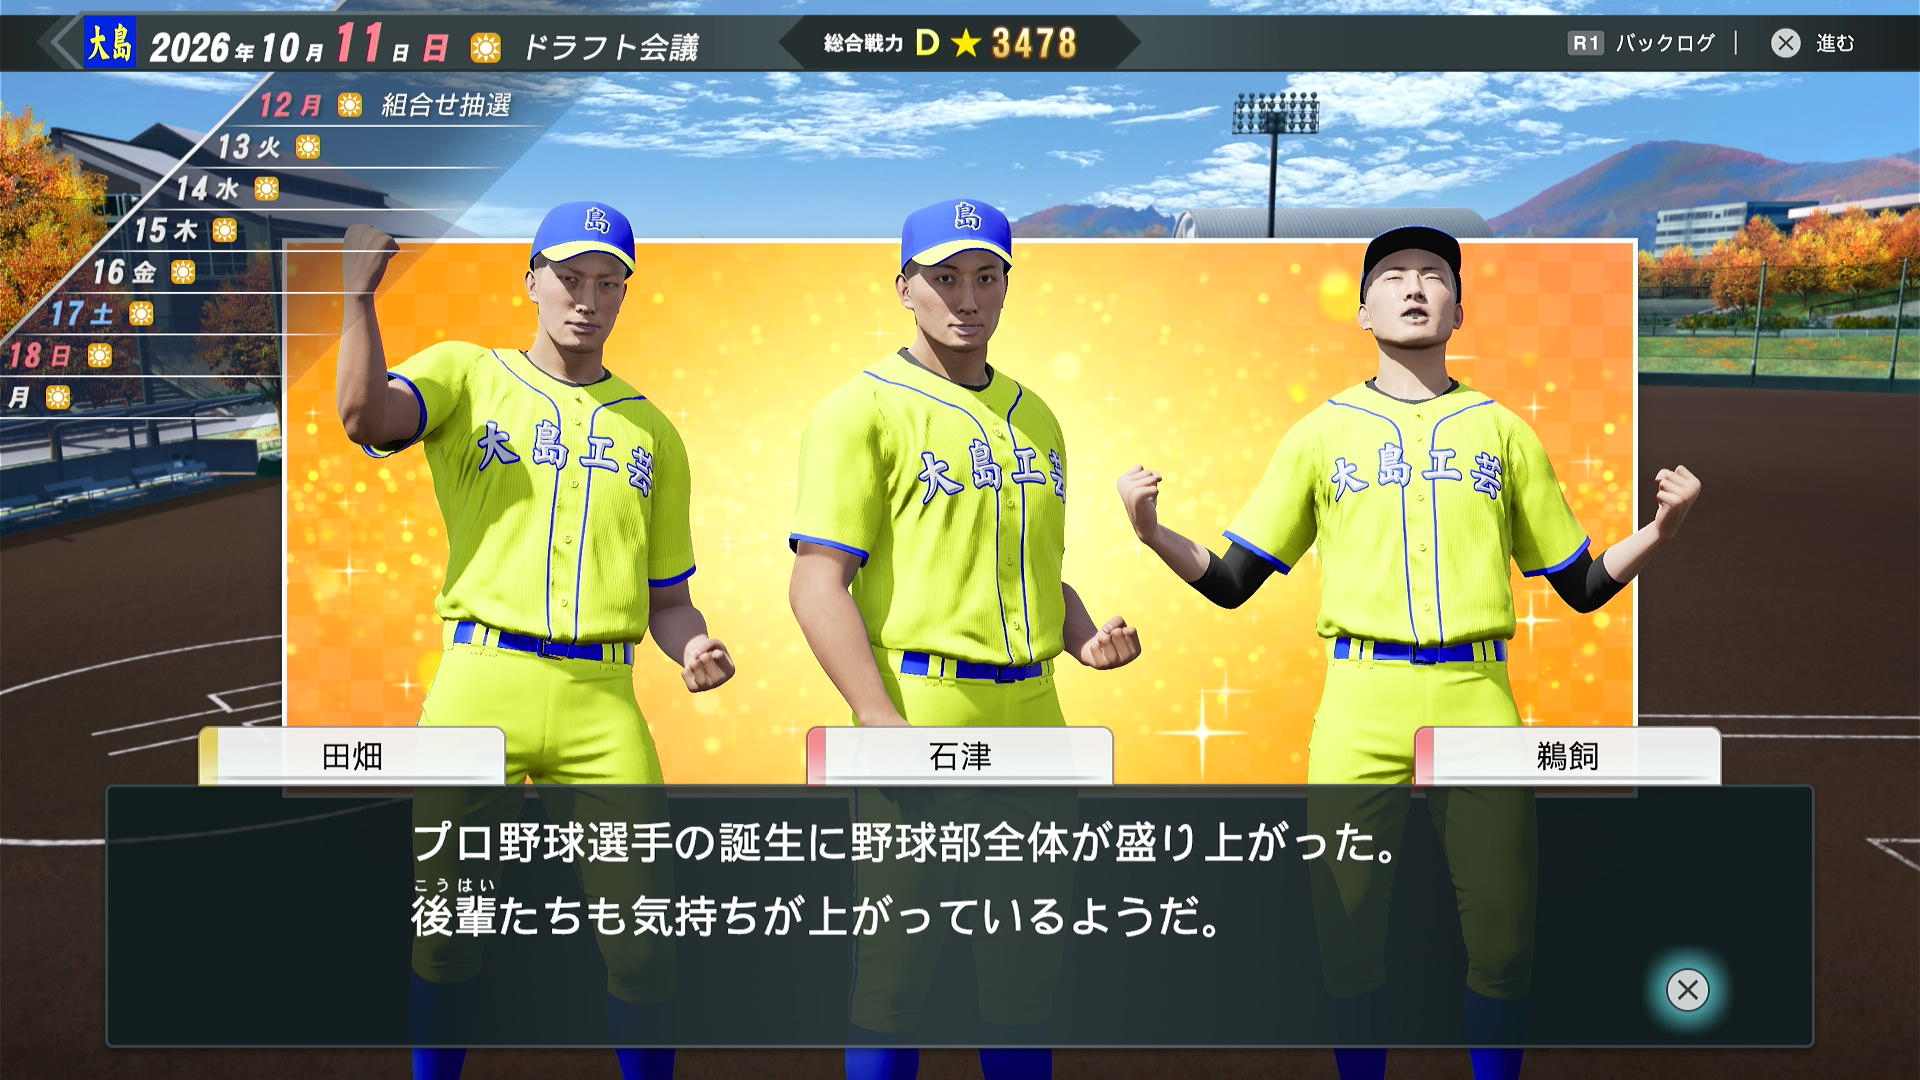 大島 2026年10月11日 日 ドラフト会議
総合戦力 D ★ 3478
R1 バックログ | 進む
12 月 組合せ抽選
13 火
14 水
15 木
16 金
17 土
18 日
月
島
島
大島工芸
大島工芸
大島工芸
田畑
石津
鵜飼
プロ野球選手の誕生に野球部全体が盛り上がった。
こうはい
後輩たちも気持ちが上がっているようだ。